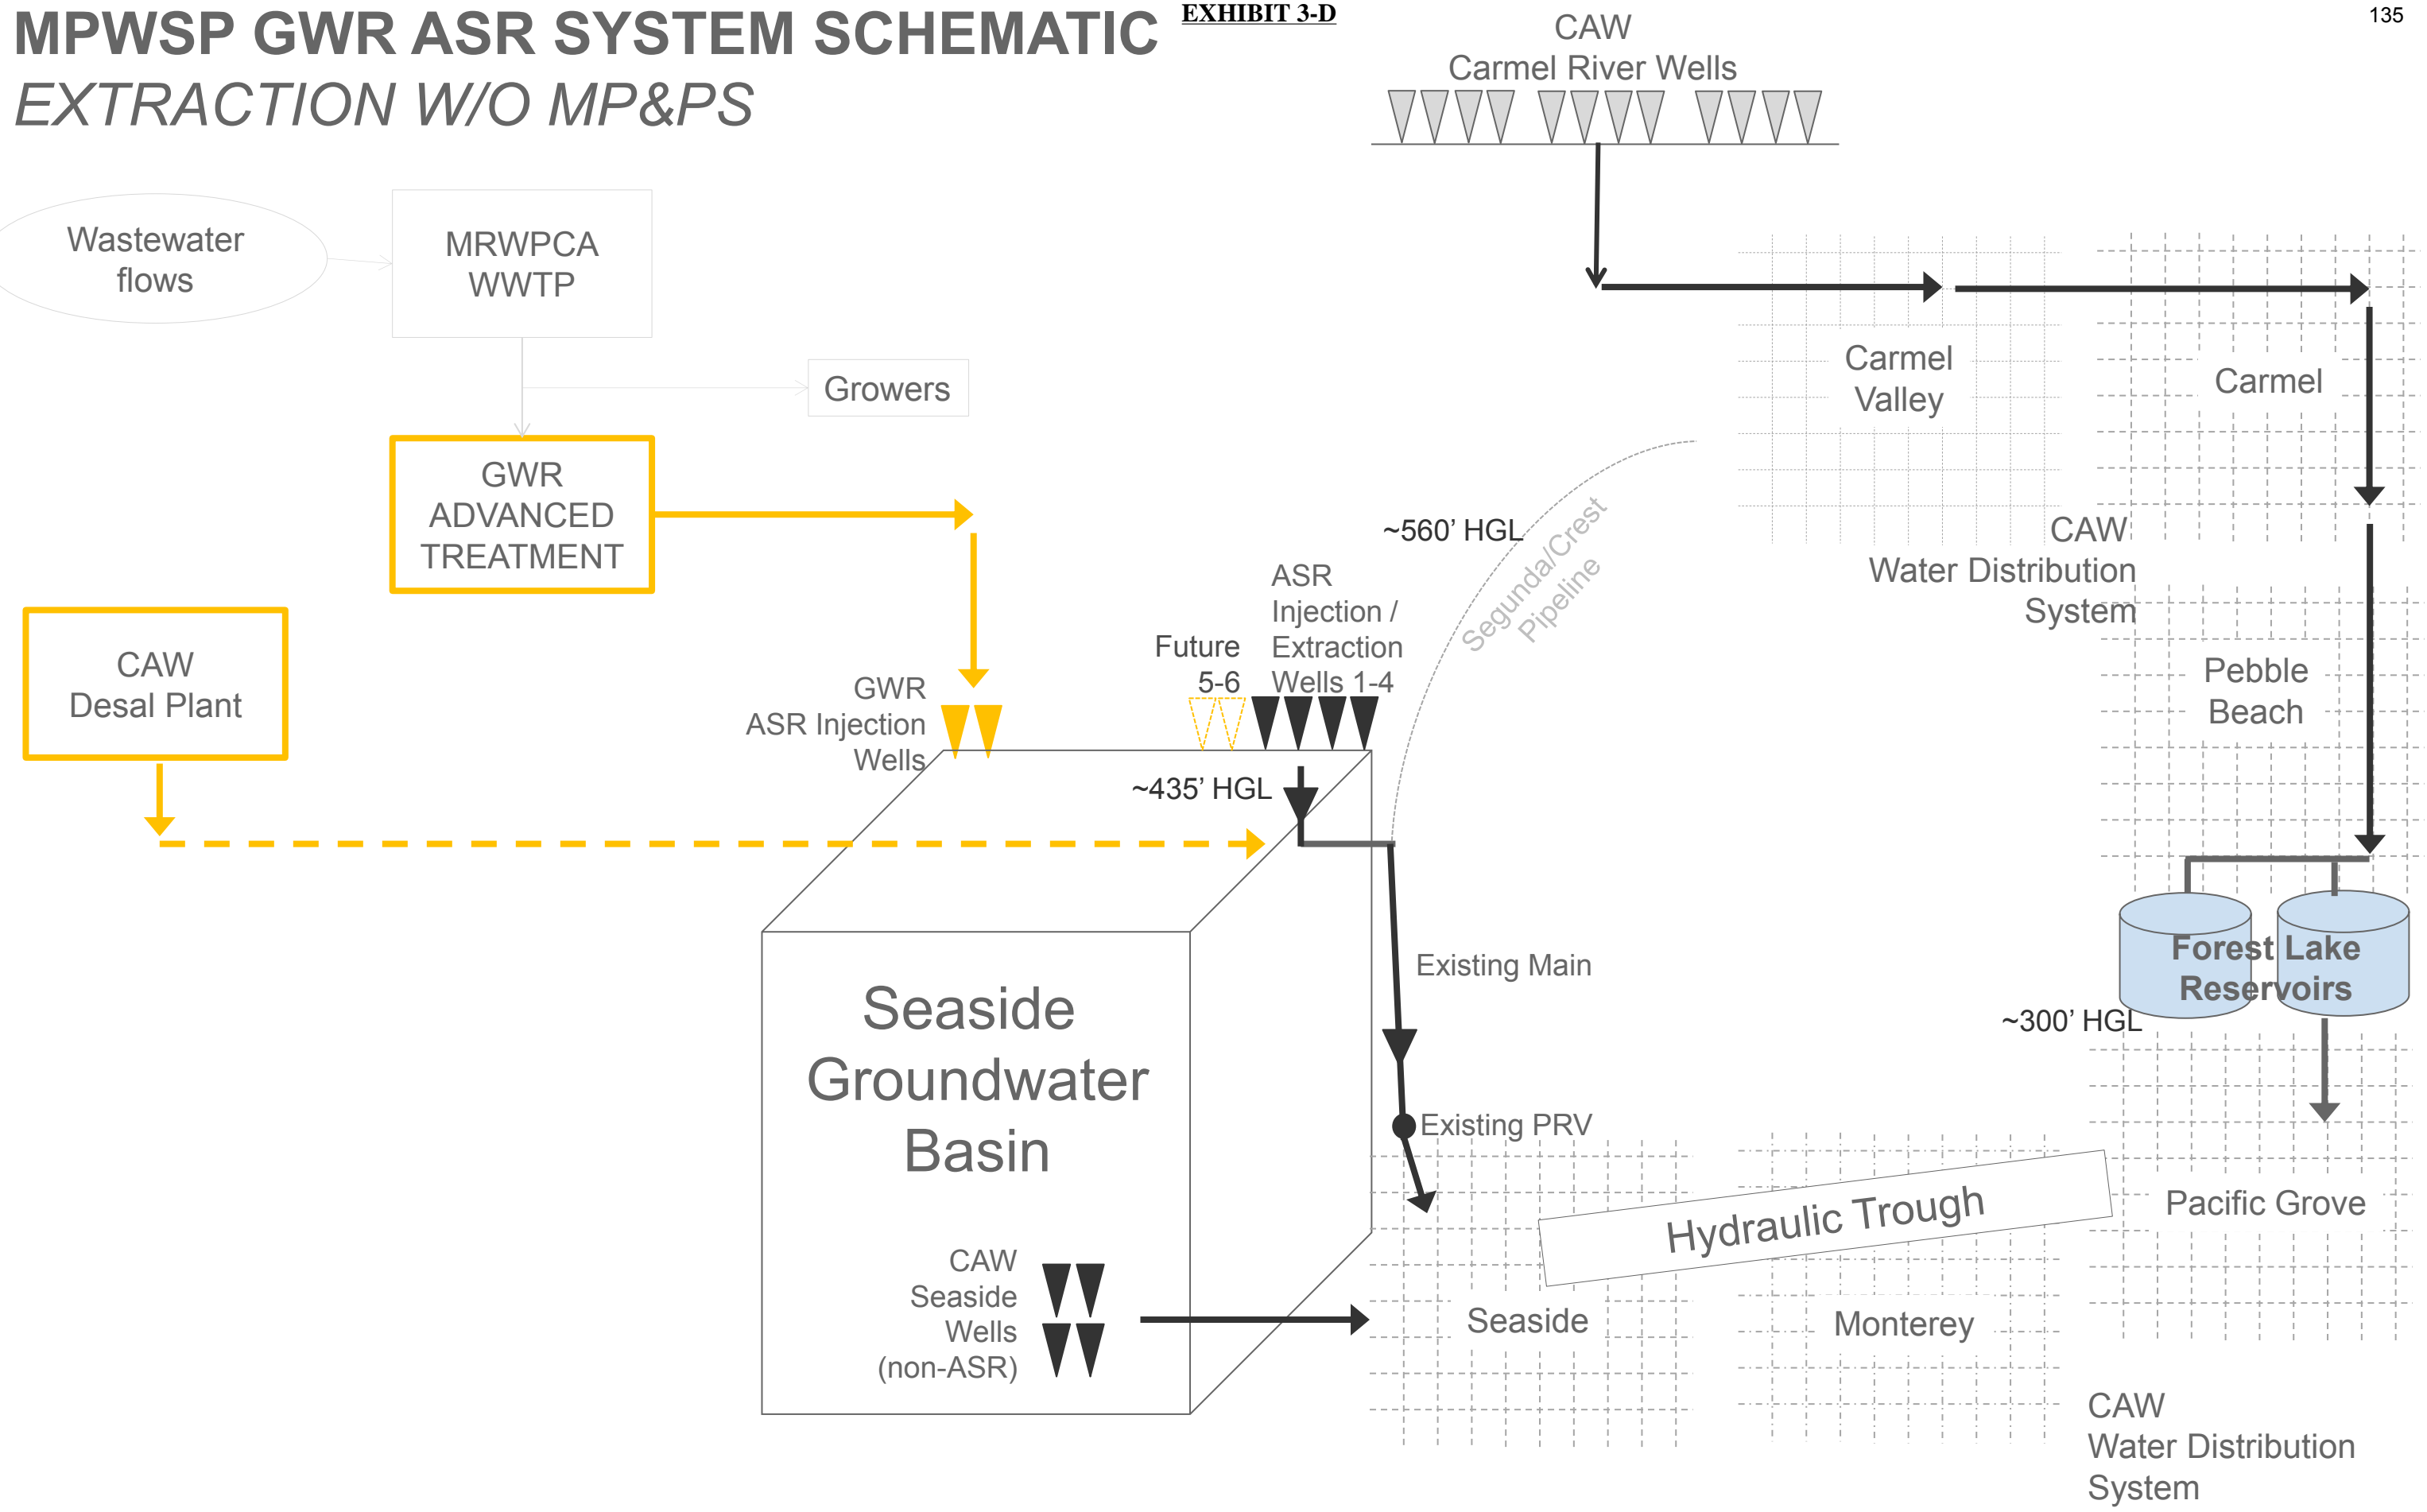 MPWSP GWR ASR SYSTEM SCHEMATIC
EXTRACTION W/O MP&PS
EXHIBIT 3-D
135
CAW
Carmel River Wells
Wastewater
flows
MRWPCA
WWTP
Growers
GWR
ADVANCED
TREATMENT
CAW
Desal Plant
GWR
ASR Injection
Wells
Future
5-6
ASR
Injection /
Extraction
Wells 1-4
~560’ HGL
Segunda/Crest
Pipeline
~435’ HGL
Carmel
Valley
Carmel
CAW
Water Distribution
System
Pebble
Beach
Forest Lake
Reservoirs
~300’ HGL
Existing Main
Existing PRV
Seaside
Groundwater
Basin
CAW
Seaside
Wells
(non-ASR)
Hydraulic Trough
Seaside
Monterey
Pacific Grove
CAW
Water Distribution
System